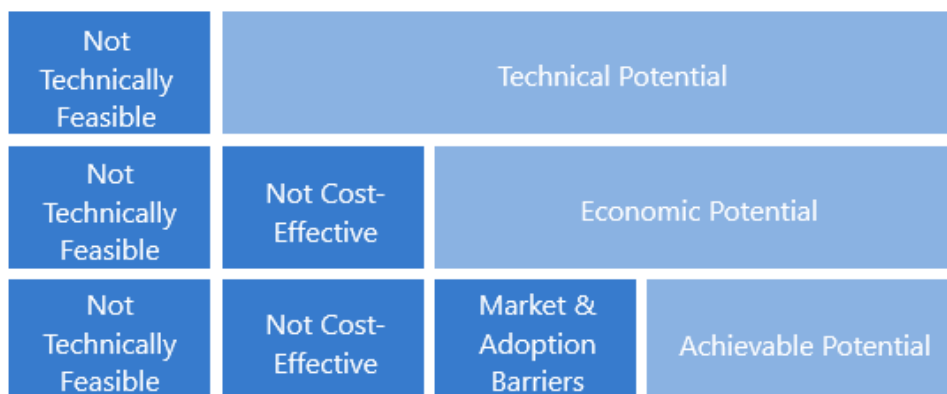 Not
Technically
Feasible
Technical Potential
Not
Technically
Feasible
Not Cost-
Effective
Economic Potential
Not
Technically
Feasible
Not Cost-
Effective
Market &
Adoption
Barriers
Achievable Potential